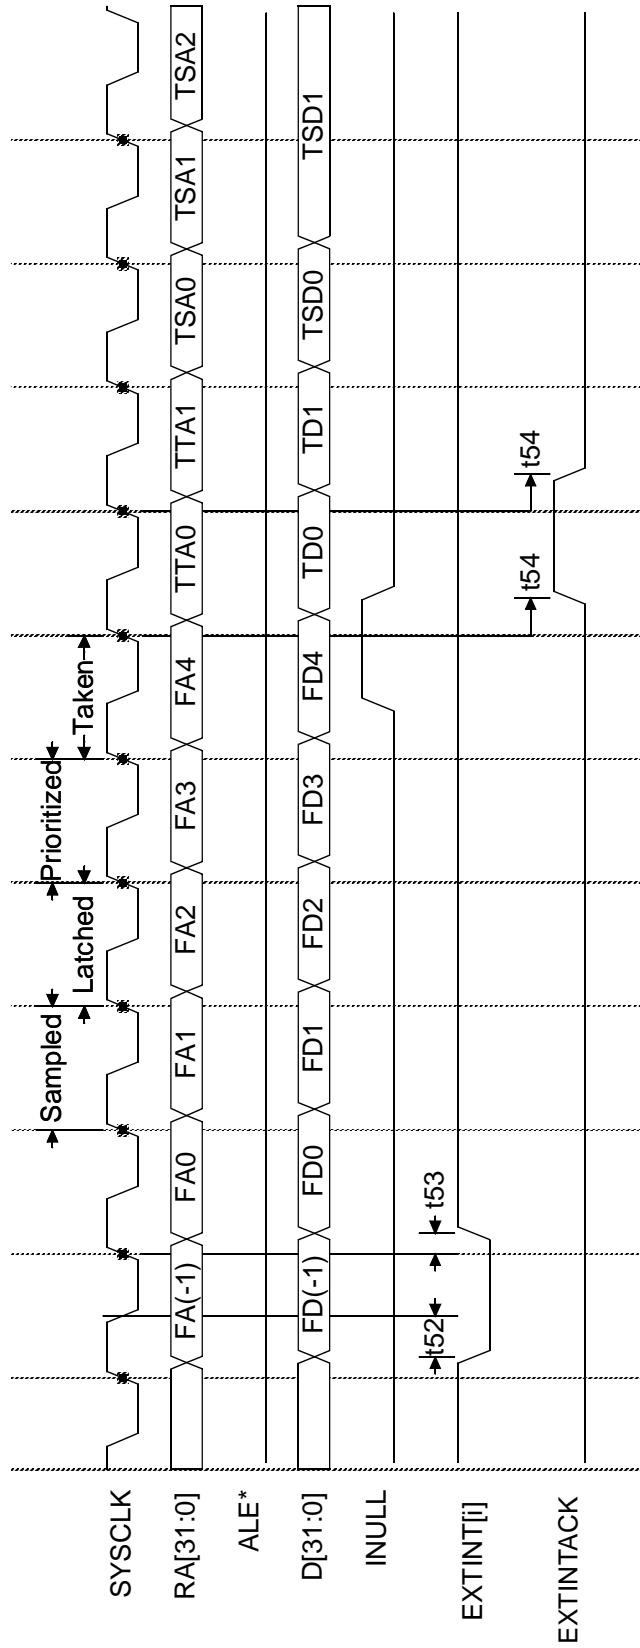 Sampled
Latched
Prioritized
Taken
SYSCLK
RA[31:0] FA(-1) FA0 FA1 FA2 FA3 FA4 TTA0 TTA1 TSA0 TSA1 TSA2
ALE*
D[31:0] FD(-1) FD0 FD1 FD2 FD3 FD4 TD0 TD1 TSD0 TSD1
INULL
EXTINT[i] t52 t53
EXTINTACK t54 t54